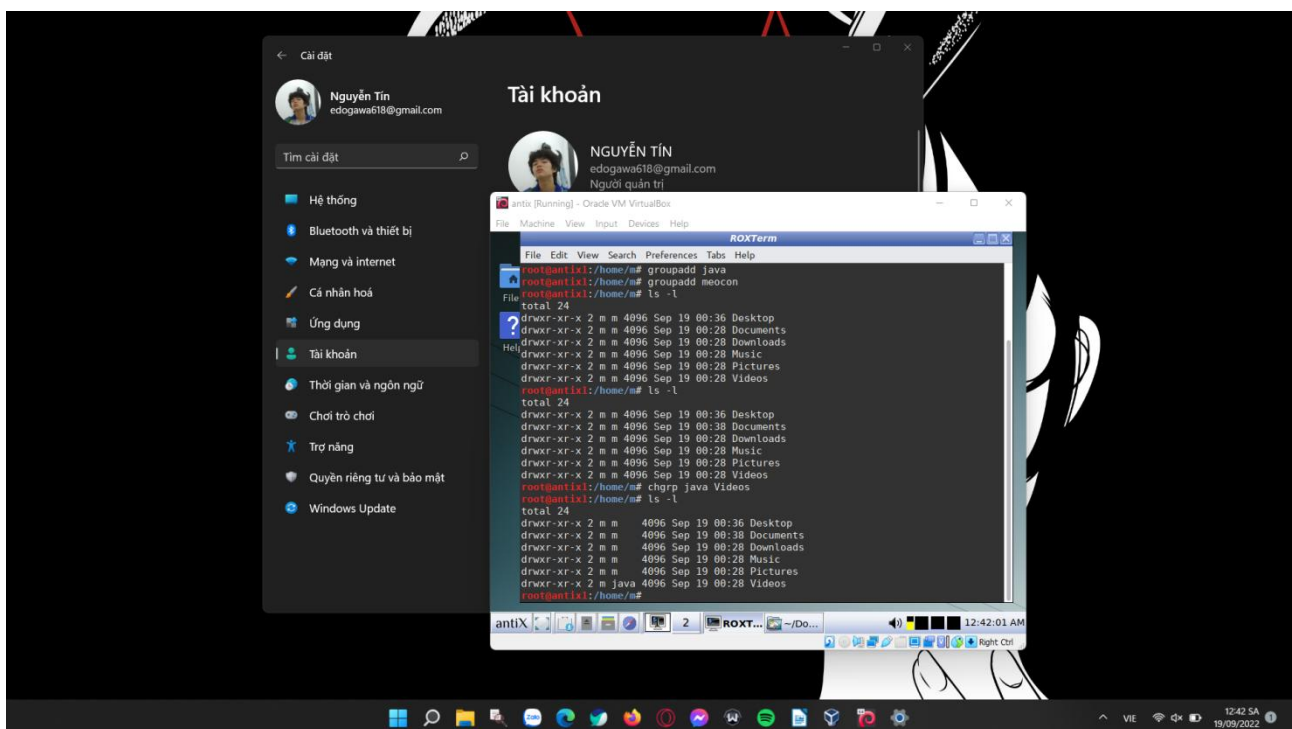 Cài đặt
Nguyễn Tín
edogawa618@gmail.com
Tìm cài đặt
Hệ thống
Bluetooth và thiết bị
Mạng và internet
Cá nhân hoá
Ứng dụng
Tài khoản
Thời gian và ngôn ngữ
Chơi trò chơi
Trợ năng
Quyền riêng tư và bảo mật
Windows Update
Tài khoản
NGUYỄN TÍN
edogawa618@gmail.com
Người quản trị
antix [Running] - Oracle VM VirtualBox
File Machine View Input Devices Help
ROXTerm
File Edit View Search Preferences Tabs Help
File
Help
root@antix1:/home/m# groupadd java
root@antix1:/home/m# groupadd meocon
root@antix1:/home/m# ls -l
total 24
drwxr-xr-x 2 m m 4096 Sep 19 00:36 Desktop
drwxr-xr-x 2 m m 4096 Sep 19 00:28 Documents
drwxr-xr-x 2 m m 4096 Sep 19 00:28 Downloads
drwxr-xr-x 2 m m 4096 Sep 19 00:28 Music
drwxr-xr-x 2 m m 4096 Sep 19 00:28 Pictures
drwxr-xr-x 2 m m 4096 Sep 19 00:28 Videos
root@antix1:/home/m# ls -l
total 24
drwxr-xr-x 2 m m 4096 Sep 19 00:36 Desktop
drwxr-xr-x 2 m m 4096 Sep 19 00:38 Documents
drwxr-xr-x 2 m m 4096 Sep 19 00:28 Downloads
drwxr-xr-x 2 m m 4096 Sep 19 00:28 Music
drwxr-xr-x 2 m m 4096 Sep 19 00:28 Pictures
drwxr-xr-x 2 m m 4096 Sep 19 00:28 Videos
root@antix1:/home/m# chgrp java Videos
root@antix1:/home/m# ls -l
total 24
drwxr-xr-x 2 m m    4096 Sep 19 00:36 Desktop
drwxr-xr-x 2 m m    4096 Sep 19 00:38 Documents
drwxr-xr-x 2 m m    4096 Sep 19 00:28 Downloads
drwxr-xr-x 2 m m    4096 Sep 19 00:28 Music
drwxr-xr-x 2 m m    4096 Sep 19 00:28 Pictures
drwxr-xr-x 2 m java 4096 Sep 19 00:28 Videos
root@antix1:/home/m#
antiX 2 ROXT... ~/Do... 12:42:01 AM
Right Ctrl
Zalo
VIE 12:42 SA
19/09/2022 1